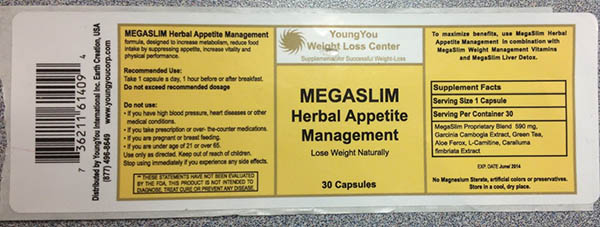 7 36211 61409 4
Distributed by YoungYou International Inc. Earth Creation, USA
www.youngyoucorp.com
(877) 496-8649
MEGASLIM Herbal Appetite Management
formula, designed to increase metabolism, reduce food
intake by suppressing appetite, increase vitality and
physical performance.
Recommended Use:
Take 1 capsule a day, 1 hour before or after breakfast.
Do not exceed recommended dosage
Do not use:
• If you have high blood pressure, heart diseases or other
medical conditions.
• If you take prescription or over- the-counter medications.
• If you are pregnant or breast feeding.
• If you are under age of 21 or over 65.
Use only as directed. Keep out of reach of children.
Stop using immediately if you experience any side effects.
** THESE STATEMENTS HAVE NOT BEEN EVALUATED
BY THE FDA, THIS PRODUCT IS NOT INTENDED TO
DIAGNOSE, TREAT CURE OR PREVENT ANY DISEASE.
YoungYou
Weight Loss Center
Supplements for Successful Weight-Loss
MEGASLIM
Herbal Appetite
Management
Lose Weight Naturally
30 Capsules
To maximize benefits, use MegaSlim Herbal
Appetite Management in combination with
MegaSlim Weight Management Vitamins
and MegaSlim Liver Detox.
Supplement Facts
Serving Size 1 Capsule
Serving Per Container 30
MegaSlim Proprietary Blend 590 mg,
Garcinia Cambogia Extract, Green Tea,
Aloe Ferox, L-Carnitine, Caralluma
fimbriata Extract
EXP. DATE June/ 2014
No Magnesium Sterete, artificial colors or preservatives.
Store in a cool, dry place.